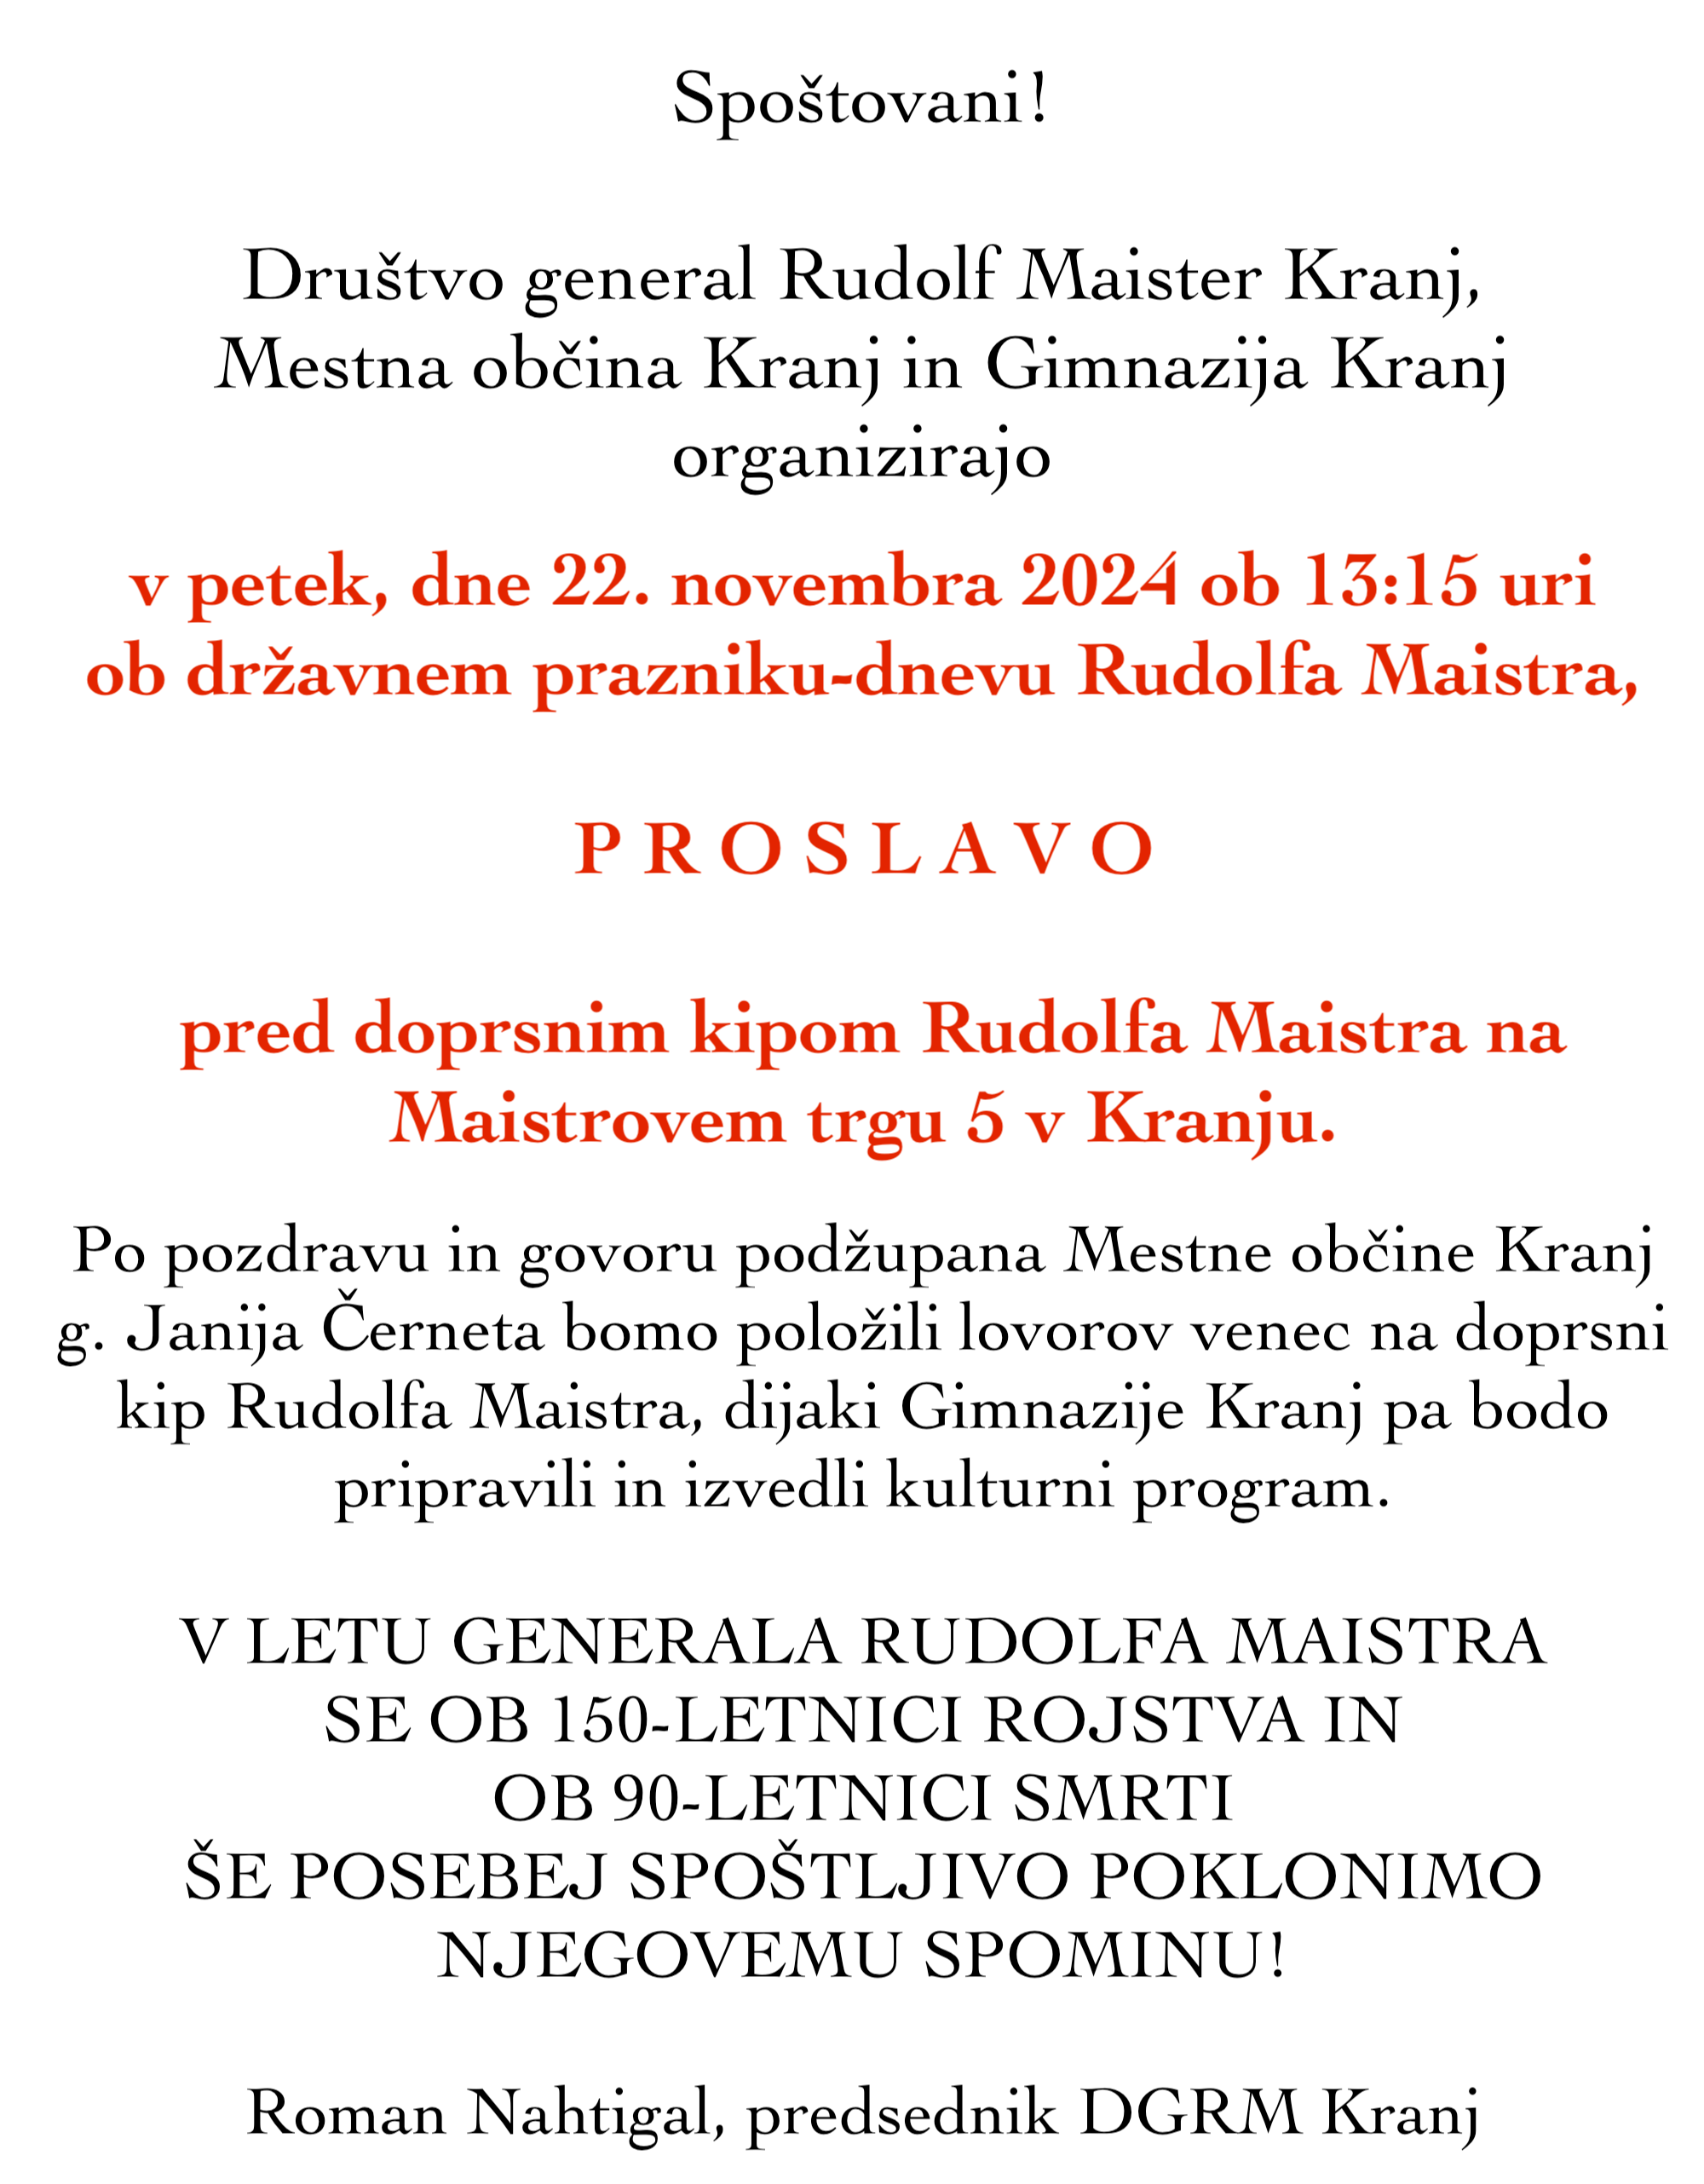 Spoštovani!
Društvo general Rudolf Maister Kranj,
Mestna občina Kranj in Gimnazija Kranj
organizirajo
v petek, dne 22. novembra 2024 ob 13:15 uri
ob državnem prazniku-dnevu Rudolfa Maistra,
P R O S L A V O
pred doprsnim kipom Rudolfa Maistra na
Maistrovem trgu 5 v Kranju.
Po pozdravu in govoru podžupana Mestne občine Kranj
g. Janija Černeta bomo položili lovorov venec na doprsni
kip Rudolfa Maistra, dijaki Gimnazije Kranj pa bodo
pripravili in izvedli kulturni program.
V LETU GENERALA RUDOLFA MAISTRA
SE OB 150-LETNICI ROJSTVA IN
OB 90-LETNICI SMRTI
ŠE POSEBEJ SPOŠTLJIVO POKLONIMO
NJEGOVEMU SPOMINU!
Roman Nahtigal, predsednik DGRM Kranj